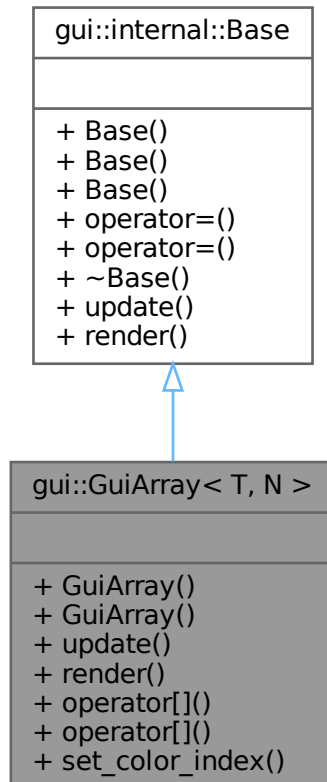 gui::internal::Base
+ Base()
+ Base()
+ Base()
+ operator=()
+ operator=()
+ ~Base()
+ update()
+ render()
gui::GuiArray< T, N >
+ GuiArray()
+ GuiArray()
+ update()
+ render()
+ operator[]()
+ operator[]()
+ set_color_index()